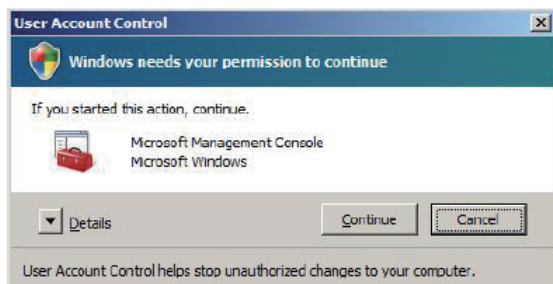 User Account Control
Windows needs your permission to continue
If you started this action, continue.
Microsoft Management Console
Microsoft Windows
Details
Continue
Cancel
User Account Control helps stop unauthorized changes to your computer.